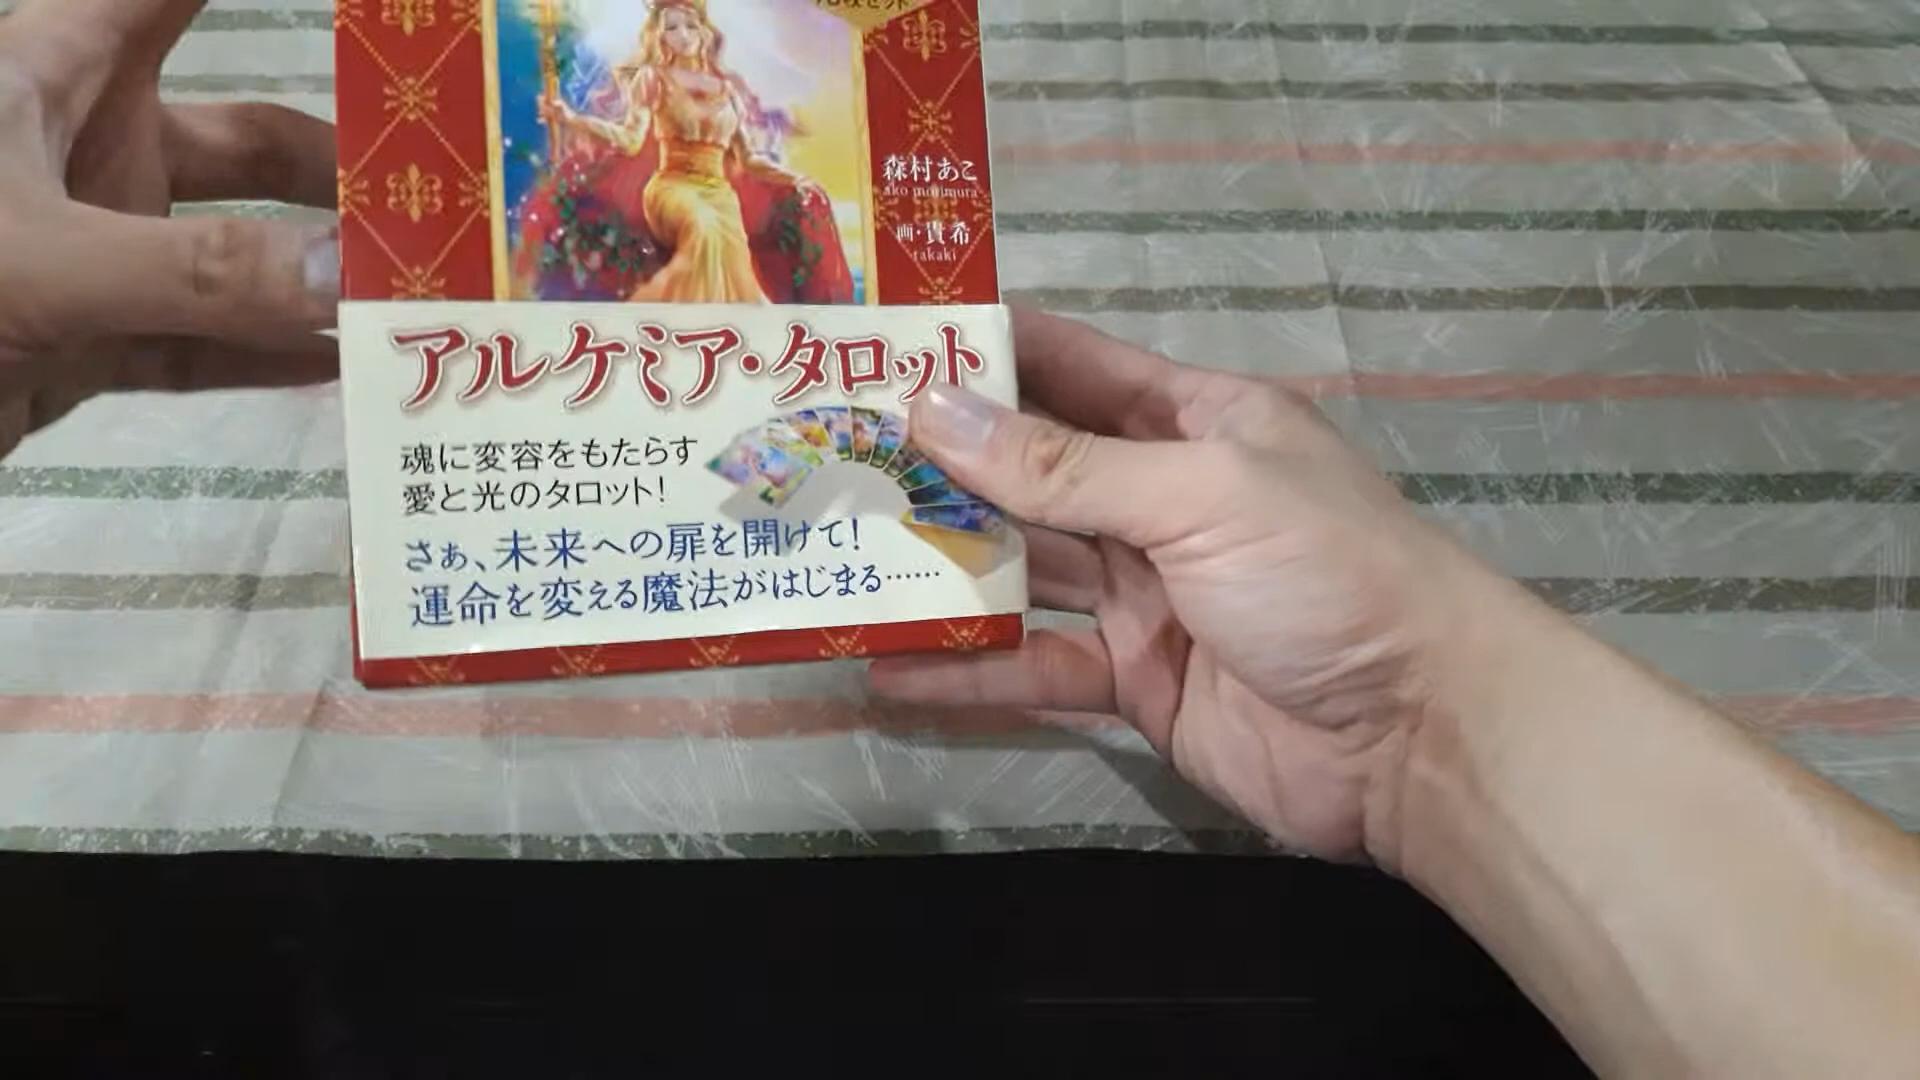 森村あこ
ako morimura
画・貴希
takaki
アルケミア・タロット
魂に変容をもたらす
愛と光のタロット!
さぁ、未来への扉を開けて!
運命を変える魔法がはじまる……